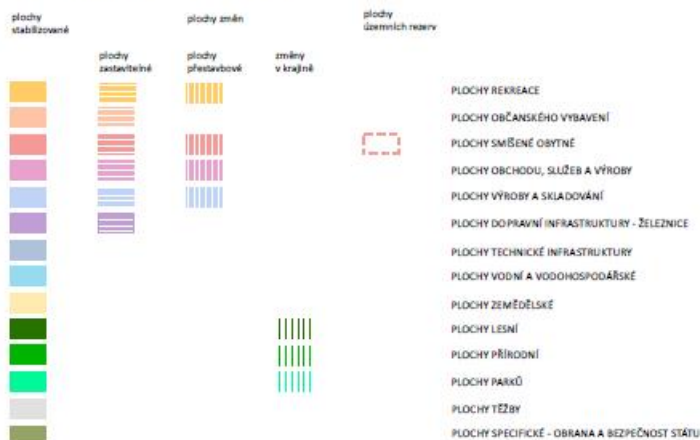 plochy
stabilizované
plochy změn
plochy
územních rezerv
plochy
zastavitelné
plochy
přestavbové
změny
v krajině
PLOCHY REKREACE
PLOCHY OBČANSKÉHO VYBAVENÍ
PLOCHY SMÍŠENÉ OBYTNÉ
PLOCHY OBCHODU, SLUŽEB A VÝROBY
PLOCHY VÝROBY A SKLADOVÁNÍ
PLOCHY DOPRAVNÍ INFRASTRUKTURY - ŽELEZNICE
PLOCHY TECHNICKÉ INFRASTRUKTURY
PLOCHY VODNÍ A VODOHOSPODÁŘSKÉ
PLOCHY ZEMĚDĚLSKÉ
PLOCHY LESNÍ
PLOCHY PŘÍRODNÍ
PLOCHY PARKŮ
PLOCHY TĚŽBY
PLOCHY SPECIFICKÉ - OBRANA A BEZPEČNOST STÁTU